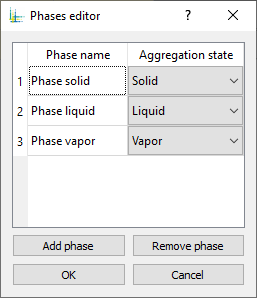 Phases editor ? ×
Phase name Aggregation state
1 Phase solid Solid
2 Phase liquid Liquid
3 Phase vapor Vapor
Add phase Remove phase
OK Cancel